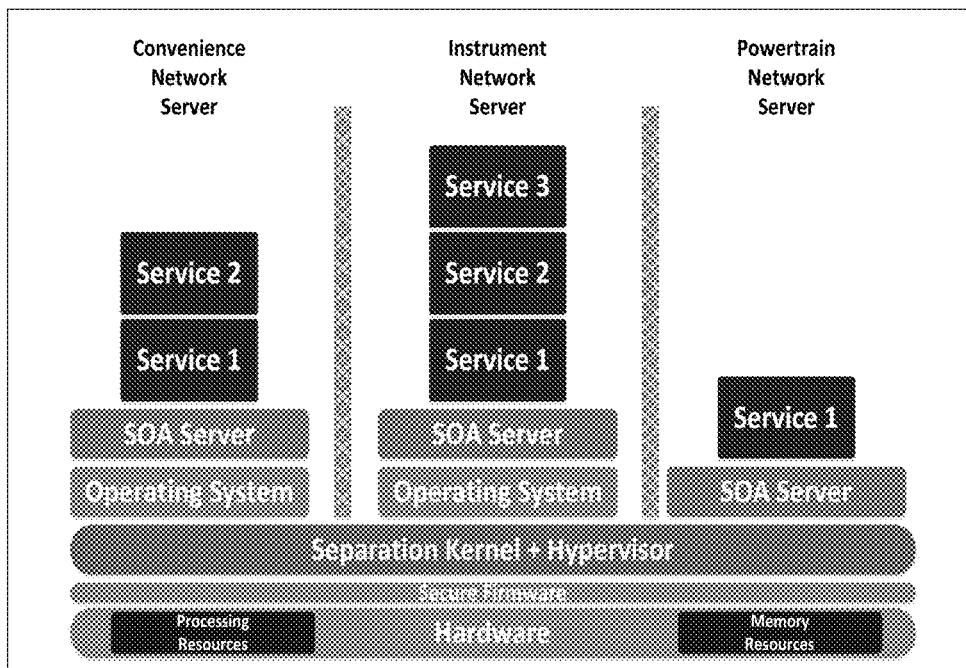 Convenience
Network
Server
Instrument
Network
Server
Powertrain
Network
Server
Service 2
Service 1
SOA Server
Operating System
Service 3
Service 2
Service 1
SOA Server
Operating System
Service 1
SOA Server
Separation Kernel + Hypervisor
Secure Firmware
Processing
Resources
Hardware
Memory
Resources